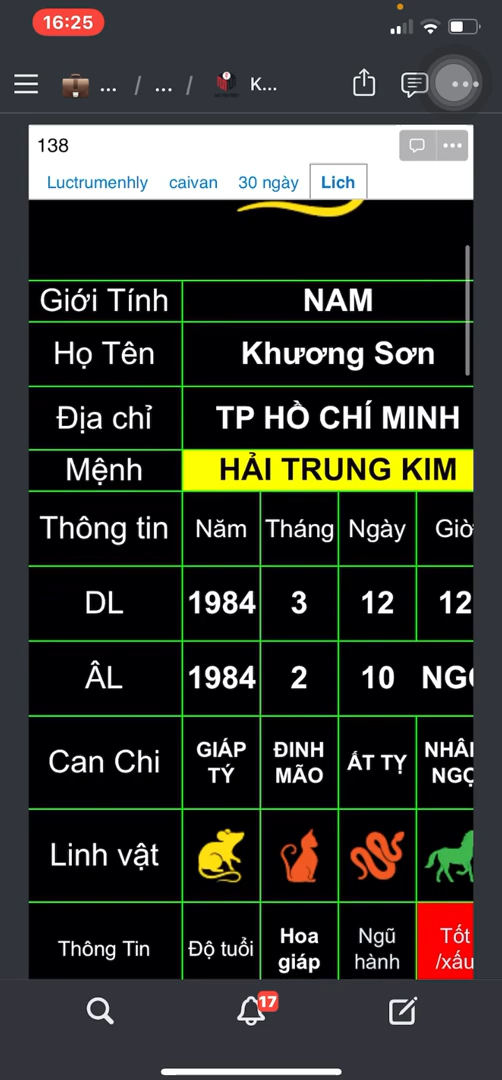 16:25
... / ... / K...
138
Luctrumenhly caivan 30 ngày Lich
Giới Tính NAM
Họ Tên Khương Sơn
Địa chỉ TP HỒ CHÍ MINH
Mệnh HẢI TRUNG KIM
Thông tin Năm Tháng Ngày Giờ
DL 1984 3 12 12
ÂL 1984 2 10
Can Chi GIÁP TÝ ĐINH MÃO ẤT TỴ
Linh vật
Thông Tin Độ tuổi Hoa giáp Ngũ hành Tốt /xấu
17